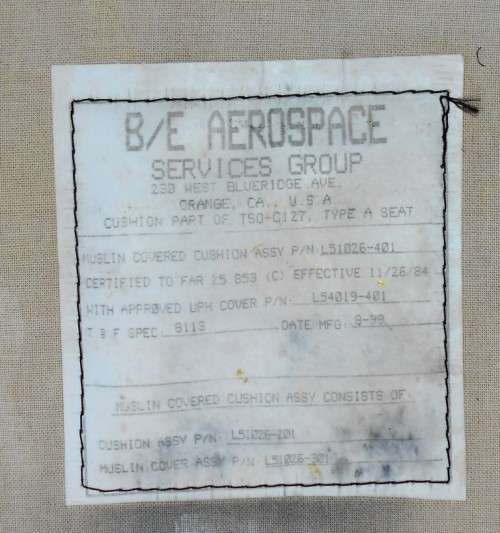 B/E AEROSPACE
SERVICES GROUP
230 WEST BLUERIDGE AVE.
ORANGE, CA., U.S.A
CUSHION PART OF TSO-C127, TYPE A SEAT
MUSLIN COVERED CUSHION ASSY P/N: L51026-401
CERTIFIED TO FAR 25.853 (C) EFFECTIVE 11/26/84
WITH APPROVED UPH COVER P/N: L54019-401
SPEC. 8113 DATE MFG. 9-99
MUSLIN COVERED CUSHION ASSY CONSISTS OF:
CUSHION ASSY P/N: L51026-201
MUSLIN COVER ASSY P/N: L51026-301